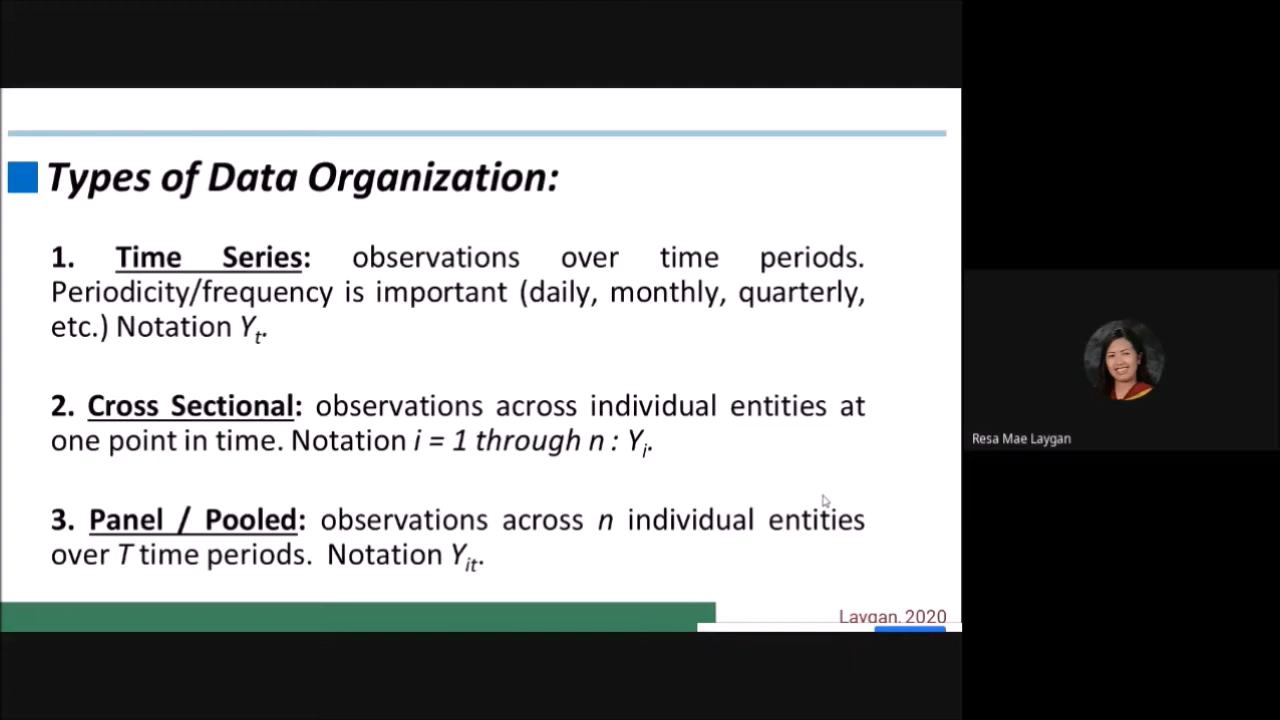 Types of Data Organization:
1. Time Series: observations over time periods.
Periodicity/frequency is important (daily, monthly, quarterly,
etc.) Notation Yt.
2. Cross Sectional: observations across individual entities at
one point in time. Notation i = 1 through n : Yi.
3. Panel / Pooled: observations across n individual entities
over T time periods. Notation Yit.
Laygan, 2020
Resa Mae Laygan